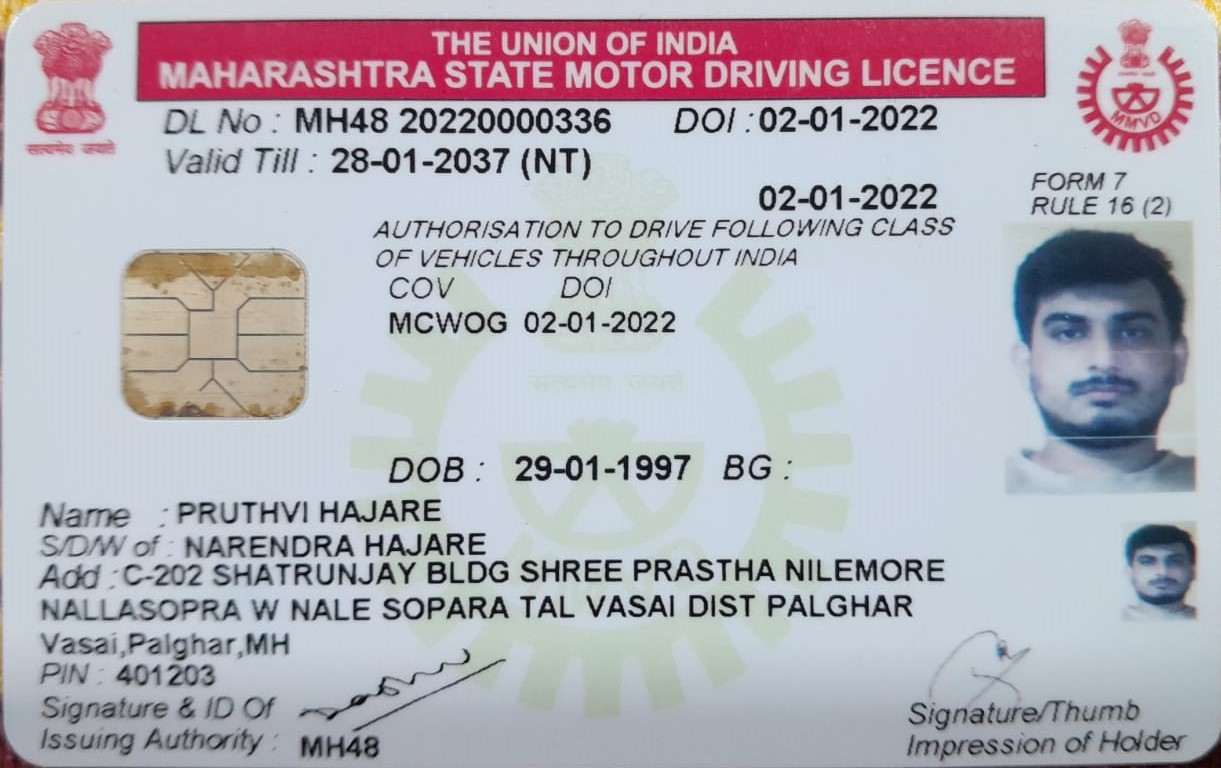 THE UNION OF INDIA
MAHARASHTRA STATE MOTOR DRIVING LICENCE
सत्यमेव जयते
MMVD
DL No : MH48 20220000336 DOI : 02-01-2022
Valid Till : 28-01-2037 (NT)
02-01-2022
FORM 7
RULE 16 (2)
AUTHORISATION TO DRIVE FOLLOWING CLASS
OF VEHICLES THROUGHOUT INDIA
COV DOI
MCWOG 02-01-2022
सत्यमेव जयते
DOB : 29-01-1997 BG :
Name : PRUTHVI HAJARE
S/D/W of : NARENDRA HAJARE
Add : C-202 SHATRUNJAY BLDG SHREE PRASTHA NILEMORE
NALLASOPRA W NALE SOPARA TAL VASAI DIST PALGHAR
Vasai,Palghar,MH
PIN : 401203
Signature & ID Of
Issuing Authority : MH48
Signature/Thumb
Impression of Holder